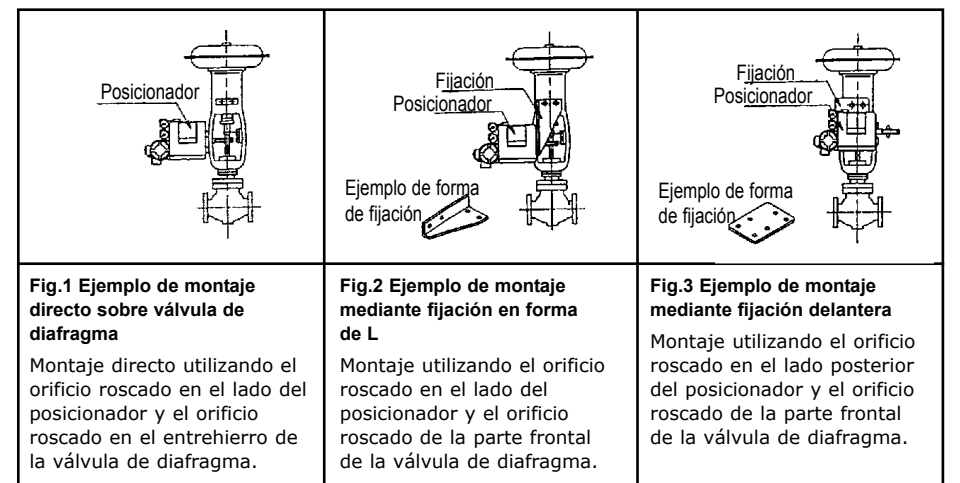 Posicionador
Fijación
Posicionador
Ejemplo de forma
de fijación
Fijación
Posicionador
Ejemplo de forma
de fijación
Fig.1 Ejemplo de montaje
directo sobre válvula de
diafragma
Montaje directo utilizando el
orificio roscado en el lado del
posicionador y el orificio
roscado en el entrehierro de
la válvula de diafragma.
Fig.2 Ejemplo de montaje
mediante fijación en forma
de L
Montaje utilizando el orificio
roscado en el lado del
posicionador y el orificio
roscado de la parte frontal
de la válvula de diafragma.
Fig.3 Ejemplo de montaje
mediante fijación delantera
Montaje utilizando el orificio
roscado en el lado posterior
del posicionador y el orificio
roscado de la parte frontal
de la válvula de diafragma.